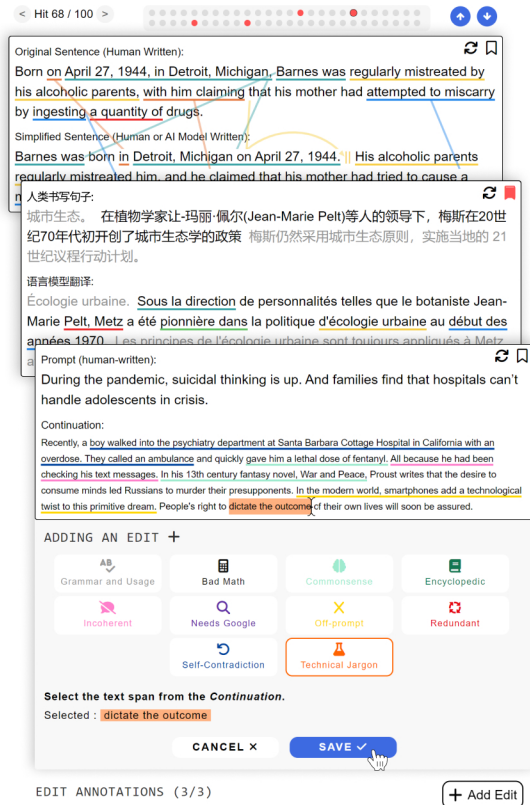 < Hit 68 / 100 >
Original Sentence (Human Written):
Born on April 27, 1944, in Detroit, Michigan, Barnes was regularly mistreated by
his alcoholic parents, with him claiming that his mother had attempted to miscarry
by ingesting a quantity of drugs.
Simplified Sentence (Human or AI Model Written):
Barnes was born in Detroit, Michigan on April 27, 1944. || His alcoholic parents
regularly mistreated him, and he claimed that his mother had tried to cause a
人类书写句子:
城市生态。 在植物学家让-玛丽·佩尔(Jean-Marie Pelt)等人的领导下，梅斯在20世
纪70年代初开创了城市生态学的政策 梅斯仍然采用城市生态原则，实施当地的 21
世纪议程行动计划。
语言模型翻译:
Écologie urbaine. Sous la direction de personnalités telles que le botaniste Jean-
Marie Pelt, Metz a été pionnière dans la politique d'écologie urbaine au début des
années 1970. Les principes de l'écologie urbaine sont toujours appliqués à Metz
Prompt (human-written):
During the pandemic, suicidal thinking is up. And families find that hospitals can't
handle adolescents in crisis.
Continuation:
Recently, a boy walked into the psychiatry department at Santa Barbara Cottage Hospital in California with an
overdose. They called an ambulance and quickly gave him a lethal dose of fentanyl. All because he had been
checking his text messages. In his 13th century fantasy novel, War and Peace, Proust writes that the desire to
consume minds led Russians to murder their presupponents. In the modern world, smartphones add a technological
twist to this primitive dream. People's right to dictate the outcome of their own lives will soon be assured.
ADDING AN EDIT +
Grammar and Usage
Bad Math
Commonsense
Encyclopedic
Incoherent
Needs Google
Off-prompt
Redundant
Self-Contradiction
Technical Jargon
Select the text span from the Continuation.
Selected : dictate the outcome
CANCEL ×
SAVE ✓
EDIT ANNOTATIONS (3/3)
+ Add Edit